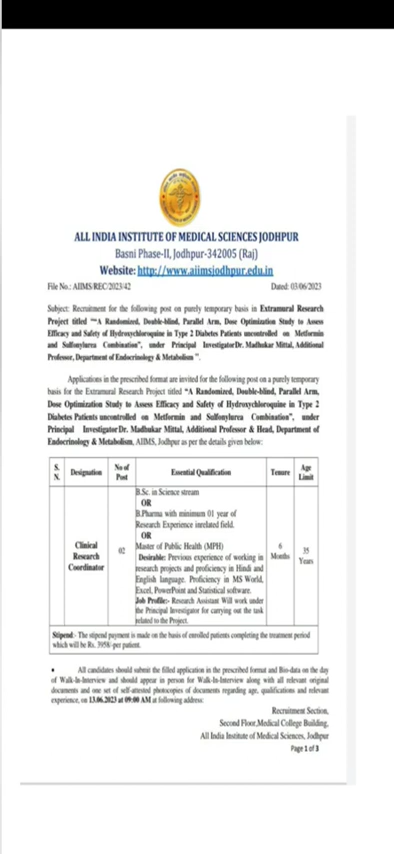 ALL INDIA INSTITUTE OF MEDICAL SCIENCES JODHPUR
Basni Phase-II, Jodhpur-342005 (Raj)
Website: http://www.aiimsjodhpur.edu.in
File No.: AIIMS/REC/2023/42 Dated: 03/06/2023
Subject: Recruitment for the following post on purely temporary basis in Extramural Research
Project titled "“A Randomized, Double-blind, Parallel Arm, Dose Optimization Study to Assess
Efficacy and Safety of Hydroxychloroquine in Type 2 Diabetes Patients uncontrolled on Metformin
and Sulfonylurea Combination”, under Principal InvestigatorDr. Madhukar Mittal, Additional
Professor, Department of Endocrinology & Metabolism ".
Applications in the prescribed format are invited for the following post on a purely temporary
basis for the Extramural Research Project titled “A Randomized, Double-blind, Parallel Arm,
Dose Optimization Study to Assess Efficacy and Safety of Hydroxychloroquine in Type 2
Diabetes Patients uncontrolled on Metformin and Sulfonylurea Combination”, under
Principal InvestigatorDr. Madhukar Mittal, Additional Professor & Head, Department of
Endocrinology & Metabolism, AIIMS, Jodhpur as per the details given below:
S. N. Designation No of Post Essential Qualification Tenure Age Limit
Clinical Research Coordinator
02
B.Sc. in Science stream
OR
B.Pharma with minimum 01 year of
Research Experience inrelated field.
OR
Master of Public Health (MPH)
Desirable: Previous experience of working in
research projects and proficiency in Hindi and
English language. Proficiency in MS World,
Excel, PowerPoint and Statistical software.
Job Profile:- Research Assistant Will work under
the Principal Investigator for carrying out the task
related to the Project.
6 Months
35 Years
Stipend:- The stipend payment is made on the basis of enrolled patients completing the treatment period
which will be Rs. 3958/-per patient.
• All candidates should submit the filled application in the prescribed format and Bio-data on the day
of Walk-In-Interview and should appear in person for Walk-In-Interview along with all relevant original
documents and one set of self-attested photocopies of documents regarding age, qualifications and relevant
experience, on 13.06.2023 at 09:00 AM at following address:
Recruitment Section,
Second Floor,Medical College Building,
All India Institute of Medical Sciences, Jodhpur
Page 1 of 3